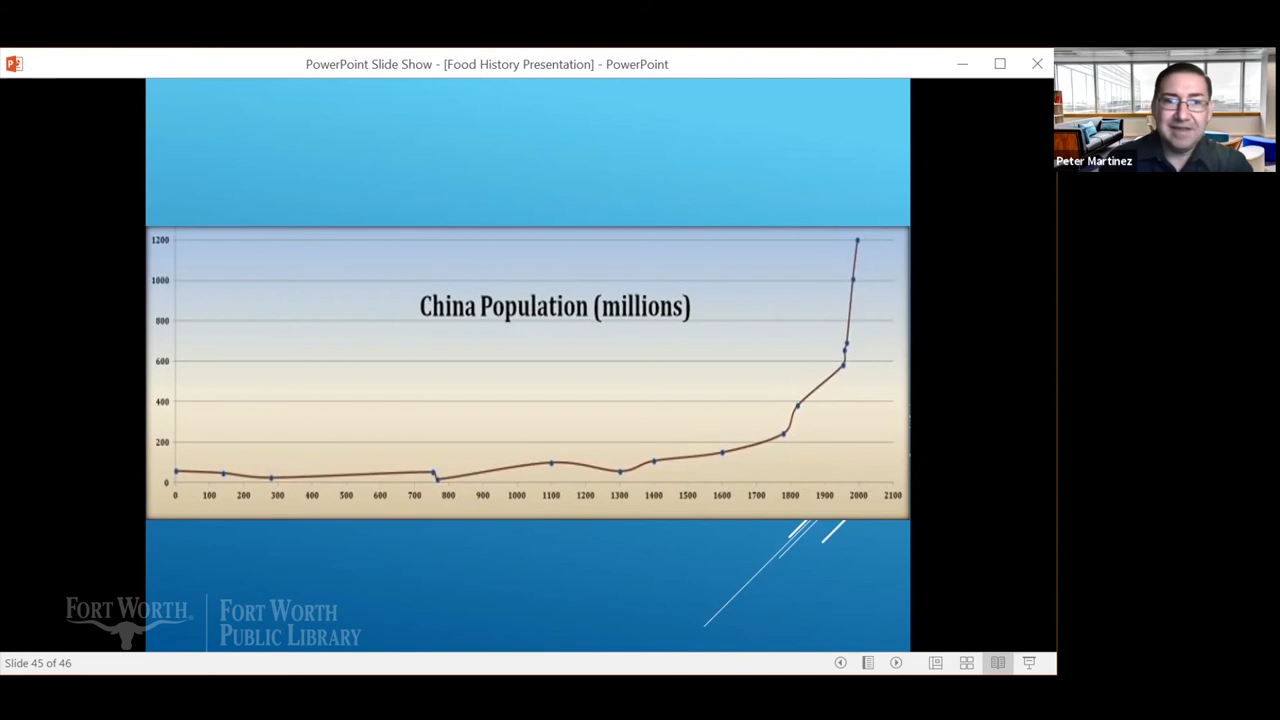 PowerPoint Slide Show - [Food History Presentation] - PowerPoint
Peter Martinez
1200
1000
800
600
400
200
0
China Population (millions)
0 100 200 300 400 500 600 700 800 900 1000 1100 1200 1300 1400 1500 1600 1700 1800 1900 2000 2100
FORT WORTH®
FORT WORTH
PUBLIC LIBRARY
Slide 45 of 46